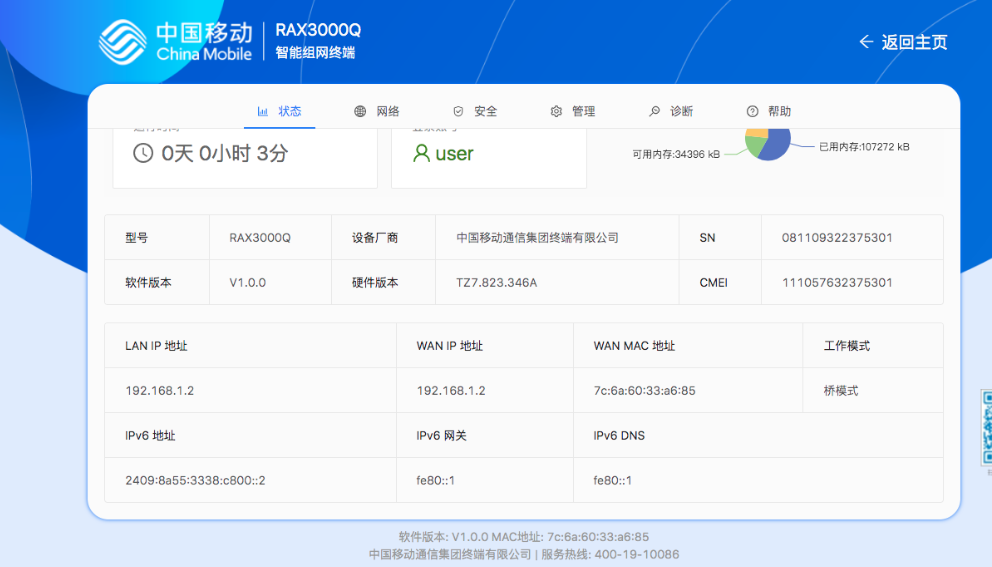 中国移动
China Mobile
RAX3000Q
智能组网终端
返回主页
状态 网络 安全 管理 诊断 帮助
0天 0小时 3分
user
可用内存:34396 kB
已用内存:107272 kB
型号 RAX3000Q 设备厂商 中国移动通信集团终端有限公司 SN 081109322375301
软件版本 V1.0.0 硬件版本 TZ7.823.346A CMEI 111057632375301
LAN IP 地址 WAN IP 地址 WAN MAC 地址 工作模式
192.168.1.2 192.168.1.2 7c:6a:60:33:a6:85 桥模式
IPv6 地址 IPv6 网关 IPv6 DNS
2409:8a55:3338:c800::2 fe80::1 fe80::1
软件版本: V1.0.0 MAC地址: 7c:6a:60:33:a6:85
中国移动通信集团终端有限公司 | 服务热线: 400-19-10086